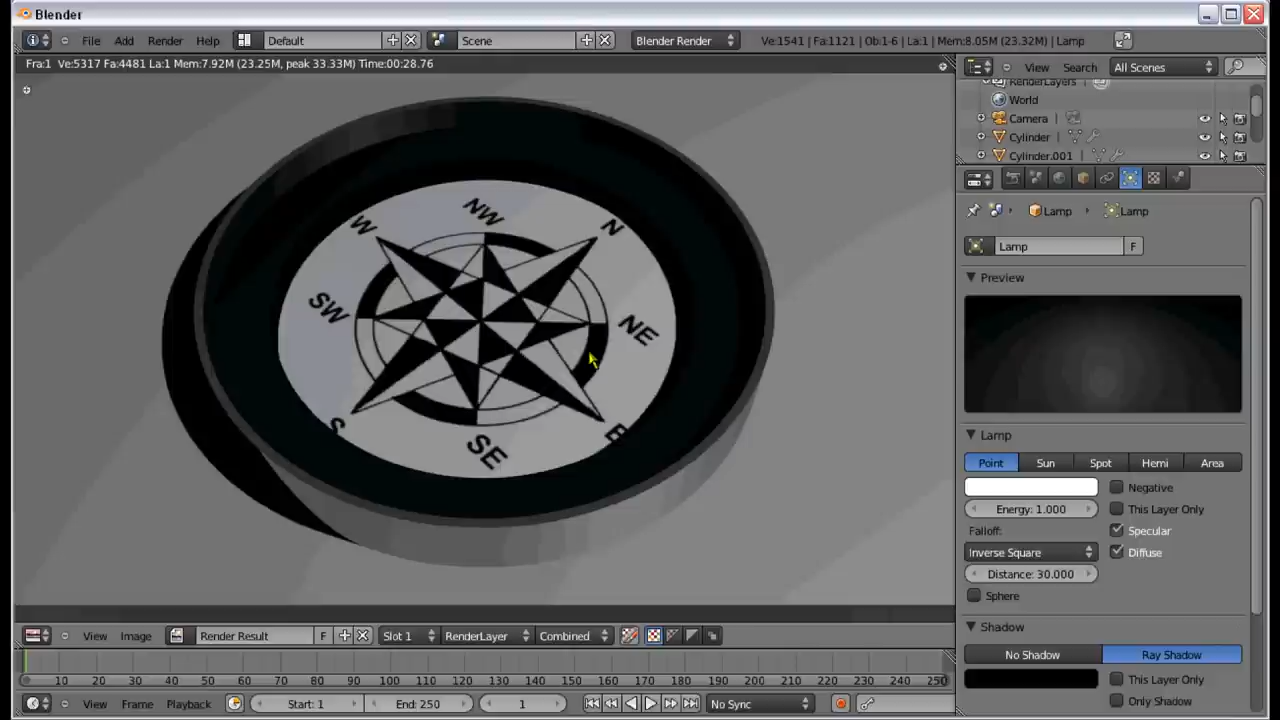 Blender
File Add Render Help Default Scene Blender Render Ve:1541 | Fa:1121 | Ob:1-6 | La:1 | Mem:8.05M (23.32M) | Lamp
Fra:1 Ve:5317 Fa:4481 La:1 Mem:7.92M (23.25M, peak 33.33M) Time:00:28.76
View Search All Scenes
RenderLayers
World
Camera
Cylinder
Cylinder.001
Lamp Lamp
Lamp F
Preview
Lamp
Point Sun Spot Hemi Area
Negative
Energy: 1.000 This Layer Only
Falloff: Specular
Inverse Square Diffuse
Distance: 30.000
Sphere
Shadow
No Shadow Ray Shadow
This Layer Only
Only Shadow
NW
W N
SW NE
S E
SE
View Image Render Result F Slot 1 RenderLayer Combined
10 20 30 40 50 60 70 80 90 100 110 120 130 140 150 160 170 180 190 200 210 220 230 240 250
View Frame Playback Start: 1 End: 250 1 No Sync